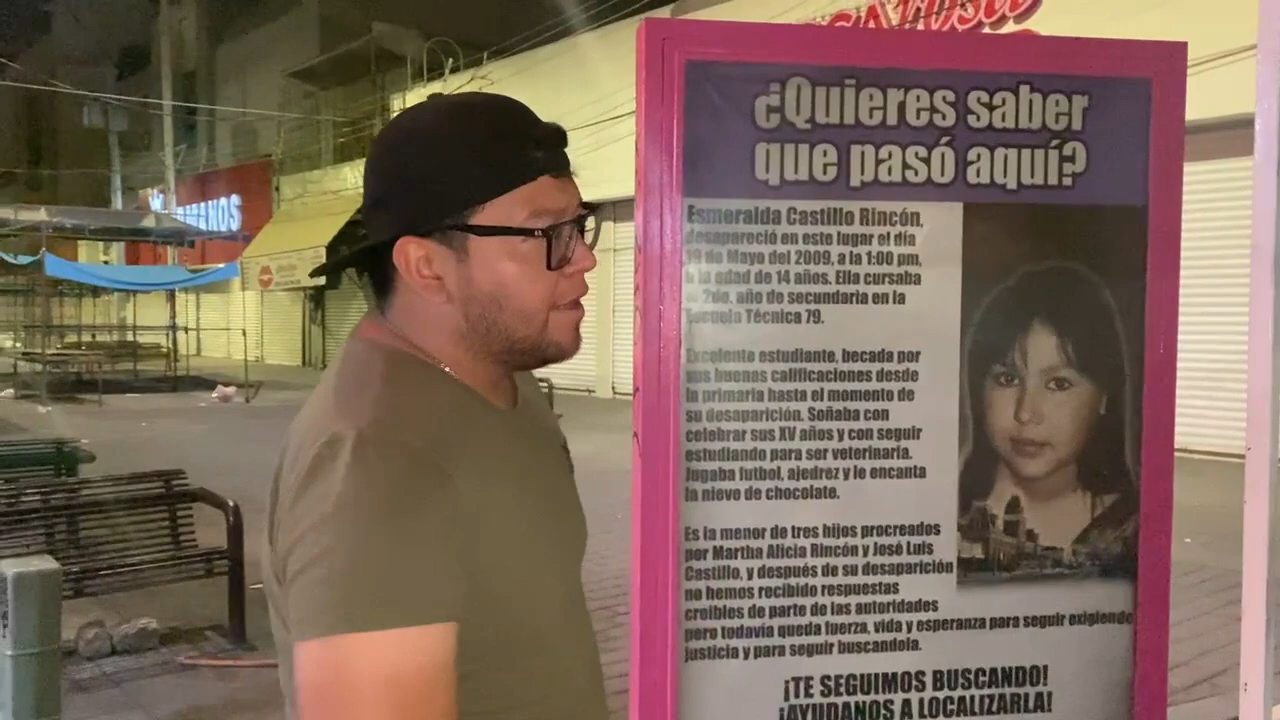 ¿Quieres saber
que pasó aquí?
Esmeralda Castillo Rincón,
desapareció en este lugar el día
19 de Mayo del 2009, a la 1:00 pm,
a la edad de 14 años. Ella cursaba
el 2do. año de secundaria en la
Escuela Técnica 79.
Excelente estudiante, becada por
sus buenas calificaciones desde
la primaria hasta el momento de
su desaparición. Soñaba con
celebrar sus XV años y con seguir
estudiando para ser veterinaria.
Jugaba futbol, ajedrez y le encanta
la nieve de chocolate.
Es la menor de tres hijos procreados
por Martha Alicia Rincón y José Luis
Castillo, y después de su desaparición
no hemos recibido respuestas
creibles de parte de las autoridades
pero todavía queda fuerza, vida y esperanza para seguir exigiendo
justicia y para seguir buscandola.
¡TE SEGUIMOS BUSCANDO!
¡AYUDANOS A LOCALIZARLA!